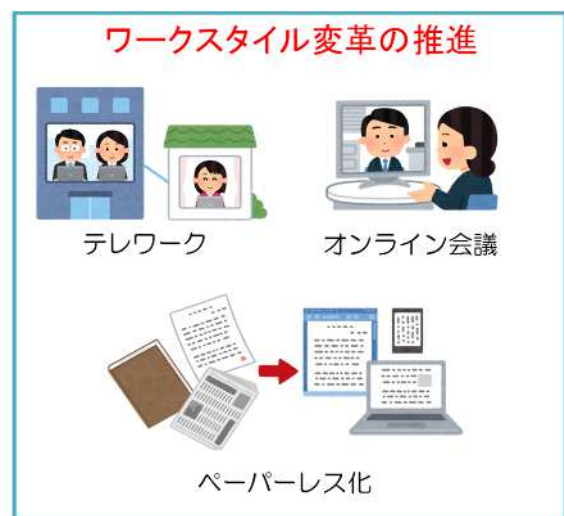 ワークスタイル変革の推進
テレワーク
オンライン会議
ペーパーレス化